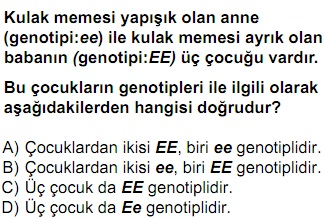 Kulak memesi yapışık olan anne
(genotipi:ee) ile kulak memesi ayrık olan
babanın (genotipi:EE) üç çocuğu vardır.
Bu çocukların genotipleri ile ilgili olarak
aşağıdakilerden hangisi doğrudur?
A) Çocuklardan ikisi EE, biri ee genotiplidir.
B) Çocuklardan ikisi ee, biri EE genotiplidir.
C) Üç çocuk da EE genotiplidir.
D) Üç çocuk da Ee genotiplidir.